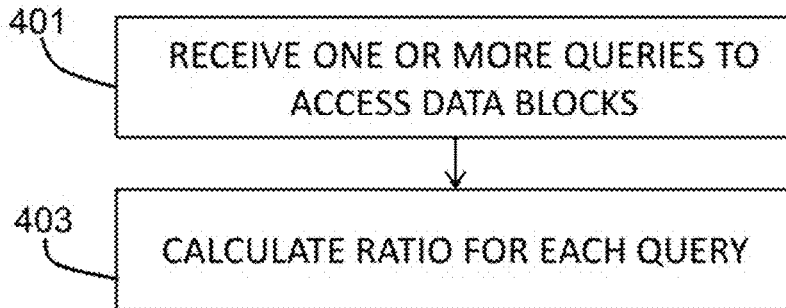 401
RECEIVE ONE OR MORE QUERIES TO
ACCESS DATA BLOCKS
403
CALCULATE RATIO FOR EACH QUERY